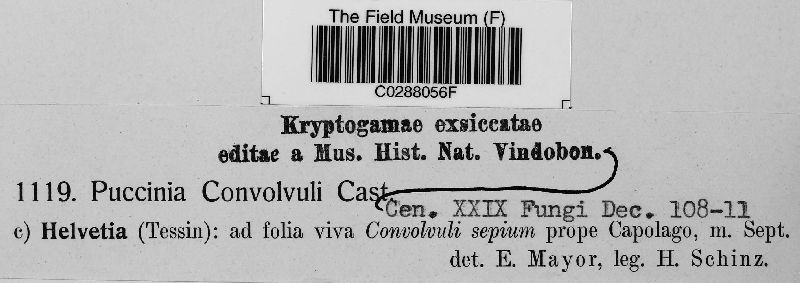 The Field Museum (F)
C0288056F
Kryptogamae exsiccatae
editae a Mus. Hist. Nat. Vindobon.
1119. Puccinia Convolvuli Cast.
Cen. XXIX Fungi Dec. 108-11
c) Helvetia (Tessin): ad folia viva Convolvuli sepium prope Capolago, m. Sept.
det. E. Mayor, leg. H. Schinz.